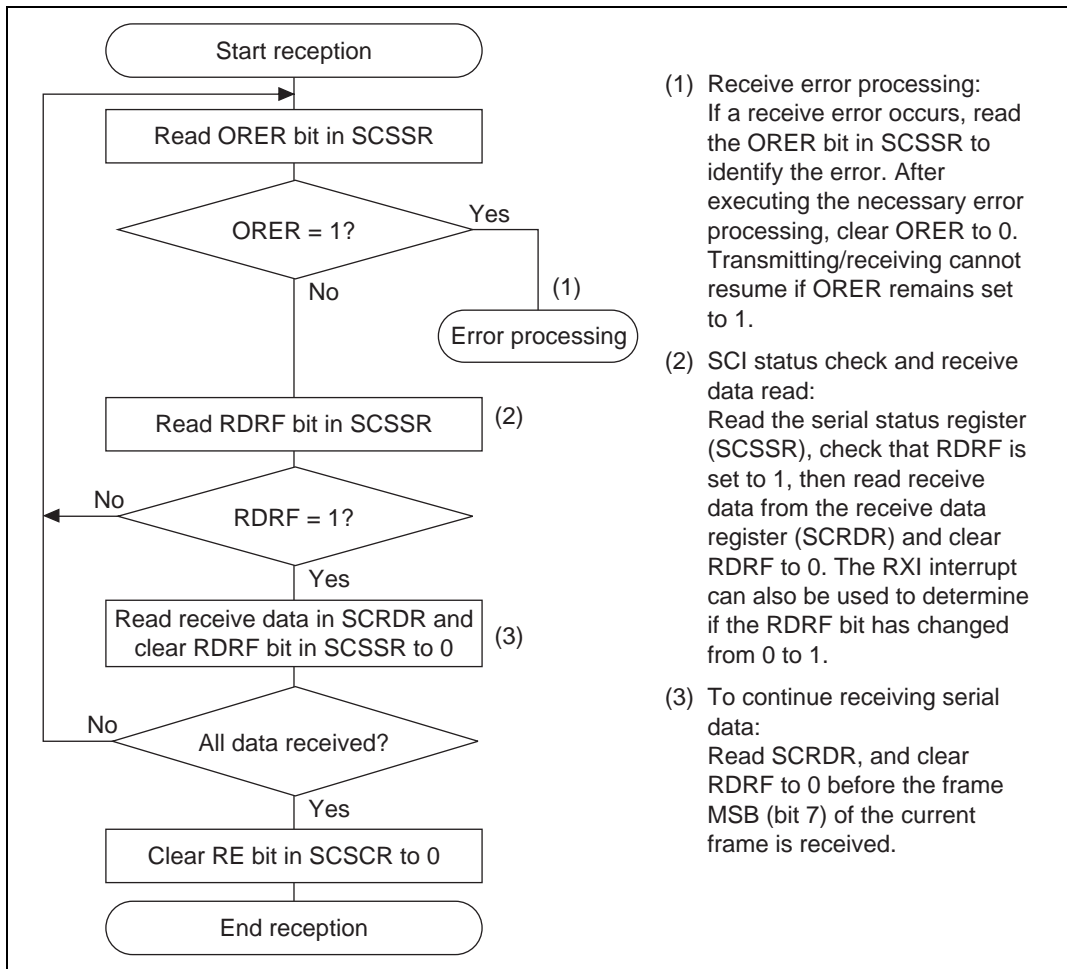 Start reception
Read ORER bit in SCSSR
ORER = 1?
Yes
No
(1)
Error processing
Read RDRF bit in SCSSR
(2)
No
RDRF = 1?
Yes
Read receive data in SCRDR and
clear RDRF bit in SCSSR to 0
(3)
No
All data received?
Yes
Clear RE bit in SCSCR to 0
End reception
(1) Receive error processing:
If a receive error occurs, read
the ORER bit in SCSSR to
identify the error. After
executing the necessary error
processing, clear ORER to 0.
Transmitting/receiving cannot
resume if ORER remains set
to 1.
(2) SCI status check and receive
data read:
Read the serial status register
(SCSSR), check that RDRF is
set to 1, then read receive
data from the receive data
register (SCRDR) and clear
RDRF to 0. The RXI interrupt
can also be used to determine
if the RDRF bit has changed
from 0 to 1.
(3) To continue receiving serial
data:
Read SCRDR, and clear
RDRF to 0 before the frame
MSB (bit 7) of the current
frame is received.